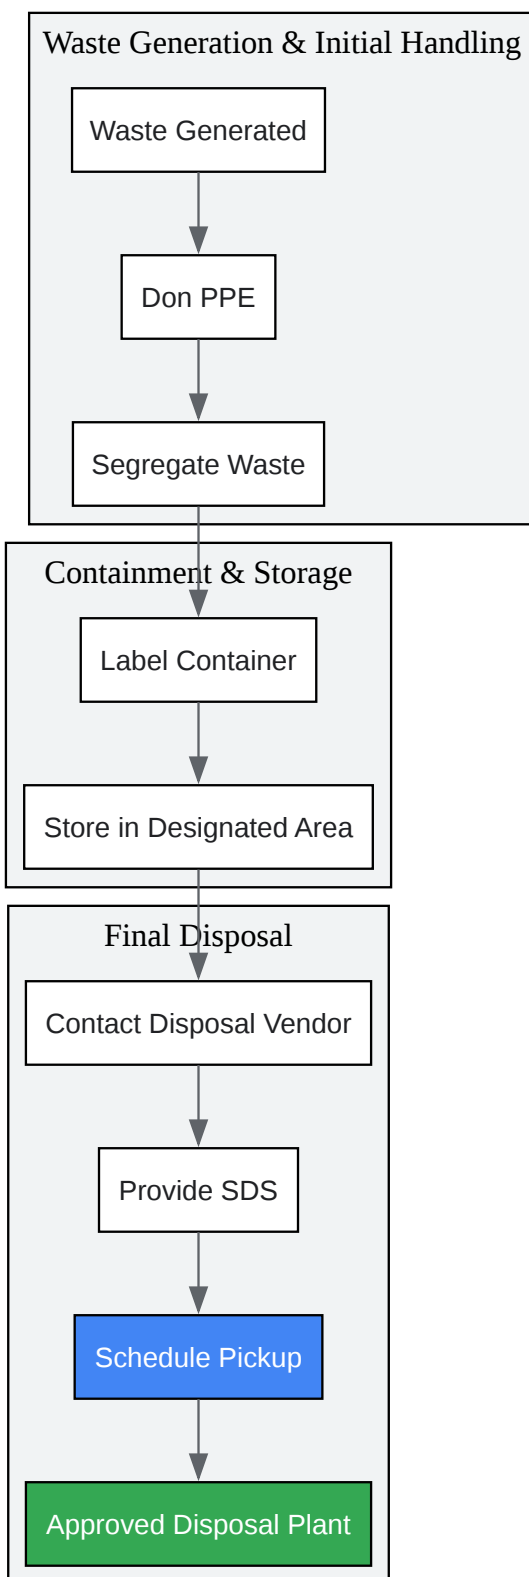 Waste Generation & Initial Handling
Waste Generated
Don PPE
Segregate Waste
Containment & Storage
Label Container
Store in Designated Area
Final Disposal
Contact Disposal Vendor
Provide SDS
Schedule Pickup
Approved Disposal Plant